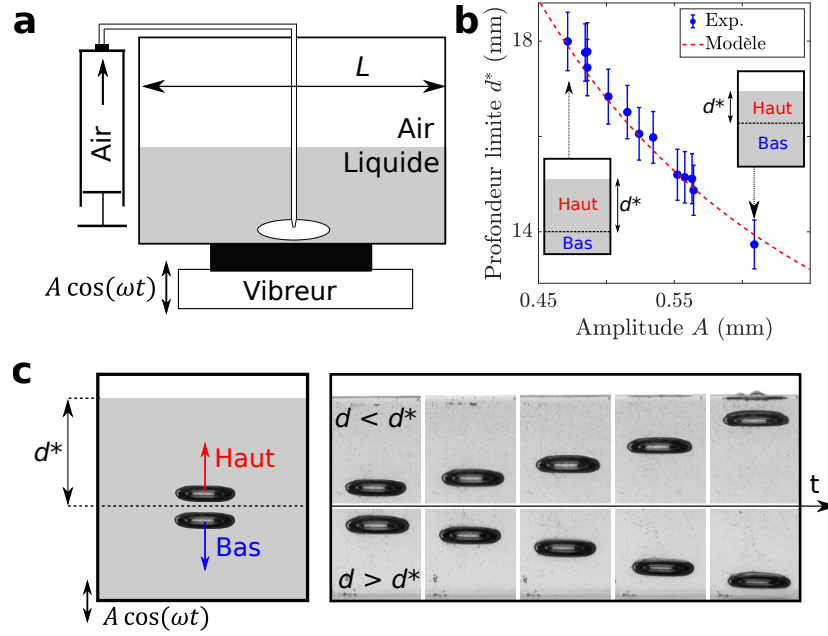 a
L
Air
Air
Liquide
A cos(ωt)
Vibreur
b
Profondeur limite d* (mm)
18
14
0.45
0.55
Amplitude A (mm)
Exp.
Modèle
d*
Haut
Bas
Haut
d*
Bas
c
d*
Haut
Bas
A cos(ωt)
d < d*
t
d > d*